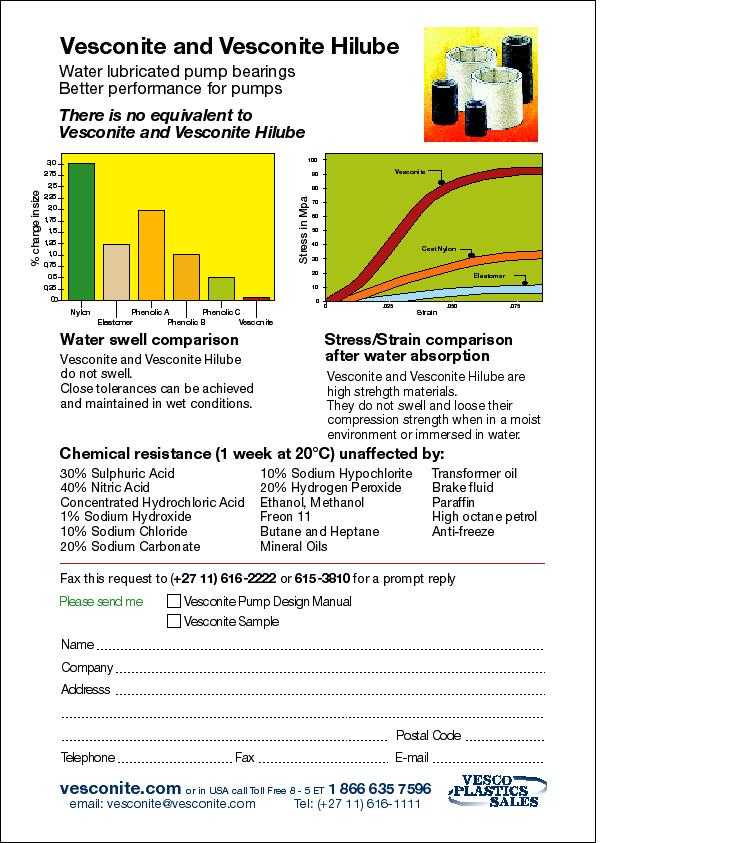 Vesconite and Vesconite Hilube
Water lubricated pump bearings
Better performance for pumps
There is no equivalent to
Vesconite and Vesconite Hilube
% change in size
3,0
2,75
2,5
2,25
2,0
1,75
1,5
1,25
1,0
0,75
0,5
0,25
0,0
Nylon
Elastomer
Phenolic A
Phenolic B
Phenolic C
Vesconite
Water swell comparison
Vesconite and Vesconite Hilube
do not swell.
Close tolerances can be achieved
and maintained in wet conditions.
Stress in Mpa
100
90
80
70
60
50
40
30
20
10
0
Vesconite
Cast Nylon
Elastomer
0
.025
.050
.075
Strain
Stress/Strain comparison
after water absorption
Vesconite and Vesconite Hilube are
high strehgth materials.
They do not swell and loose their
compression strength when in a moist
environment or immersed in water.
Chemical resistance (1 week at 20°C) unaffected by:
30% Sulphuric Acid
40% Nitric Acid
Concentrated Hydrochloric Acid
1% Sodium Hydroxide
10% Sodium Chloride
20% Sodium Carbonate
10% Sodium Hypochlorite
20% Hydrogen Peroxide
Ethanol, Methanol
Freon 11
Butane and Heptane
Mineral Oils
Transformer oil
Brake fluid
Paraffin
High octane petrol
Anti-freeze
Fax this request to (+27 11) 616-2222 or 615-3810 for a prompt reply
Please send me
Vesconite Pump Design Manual
Vesconite Sample
Name
Company
Addresss
Postal Code
Telephone Fax E-mail
vesconite.com or in USA call Toll Free 8 - 5 ET 1 866 635 7596
email: vesconite@vesconite.com Tel: (+27 11) 616-1111
VESCO
PLASTICS
SALES